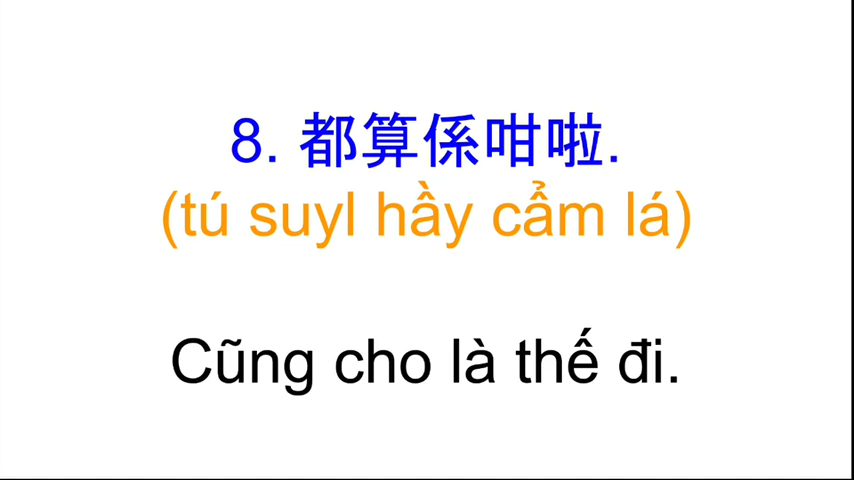 8. 都算係咁啦.
(tú suyl hầy cẩm lá)
Cũng cho là thế đi.